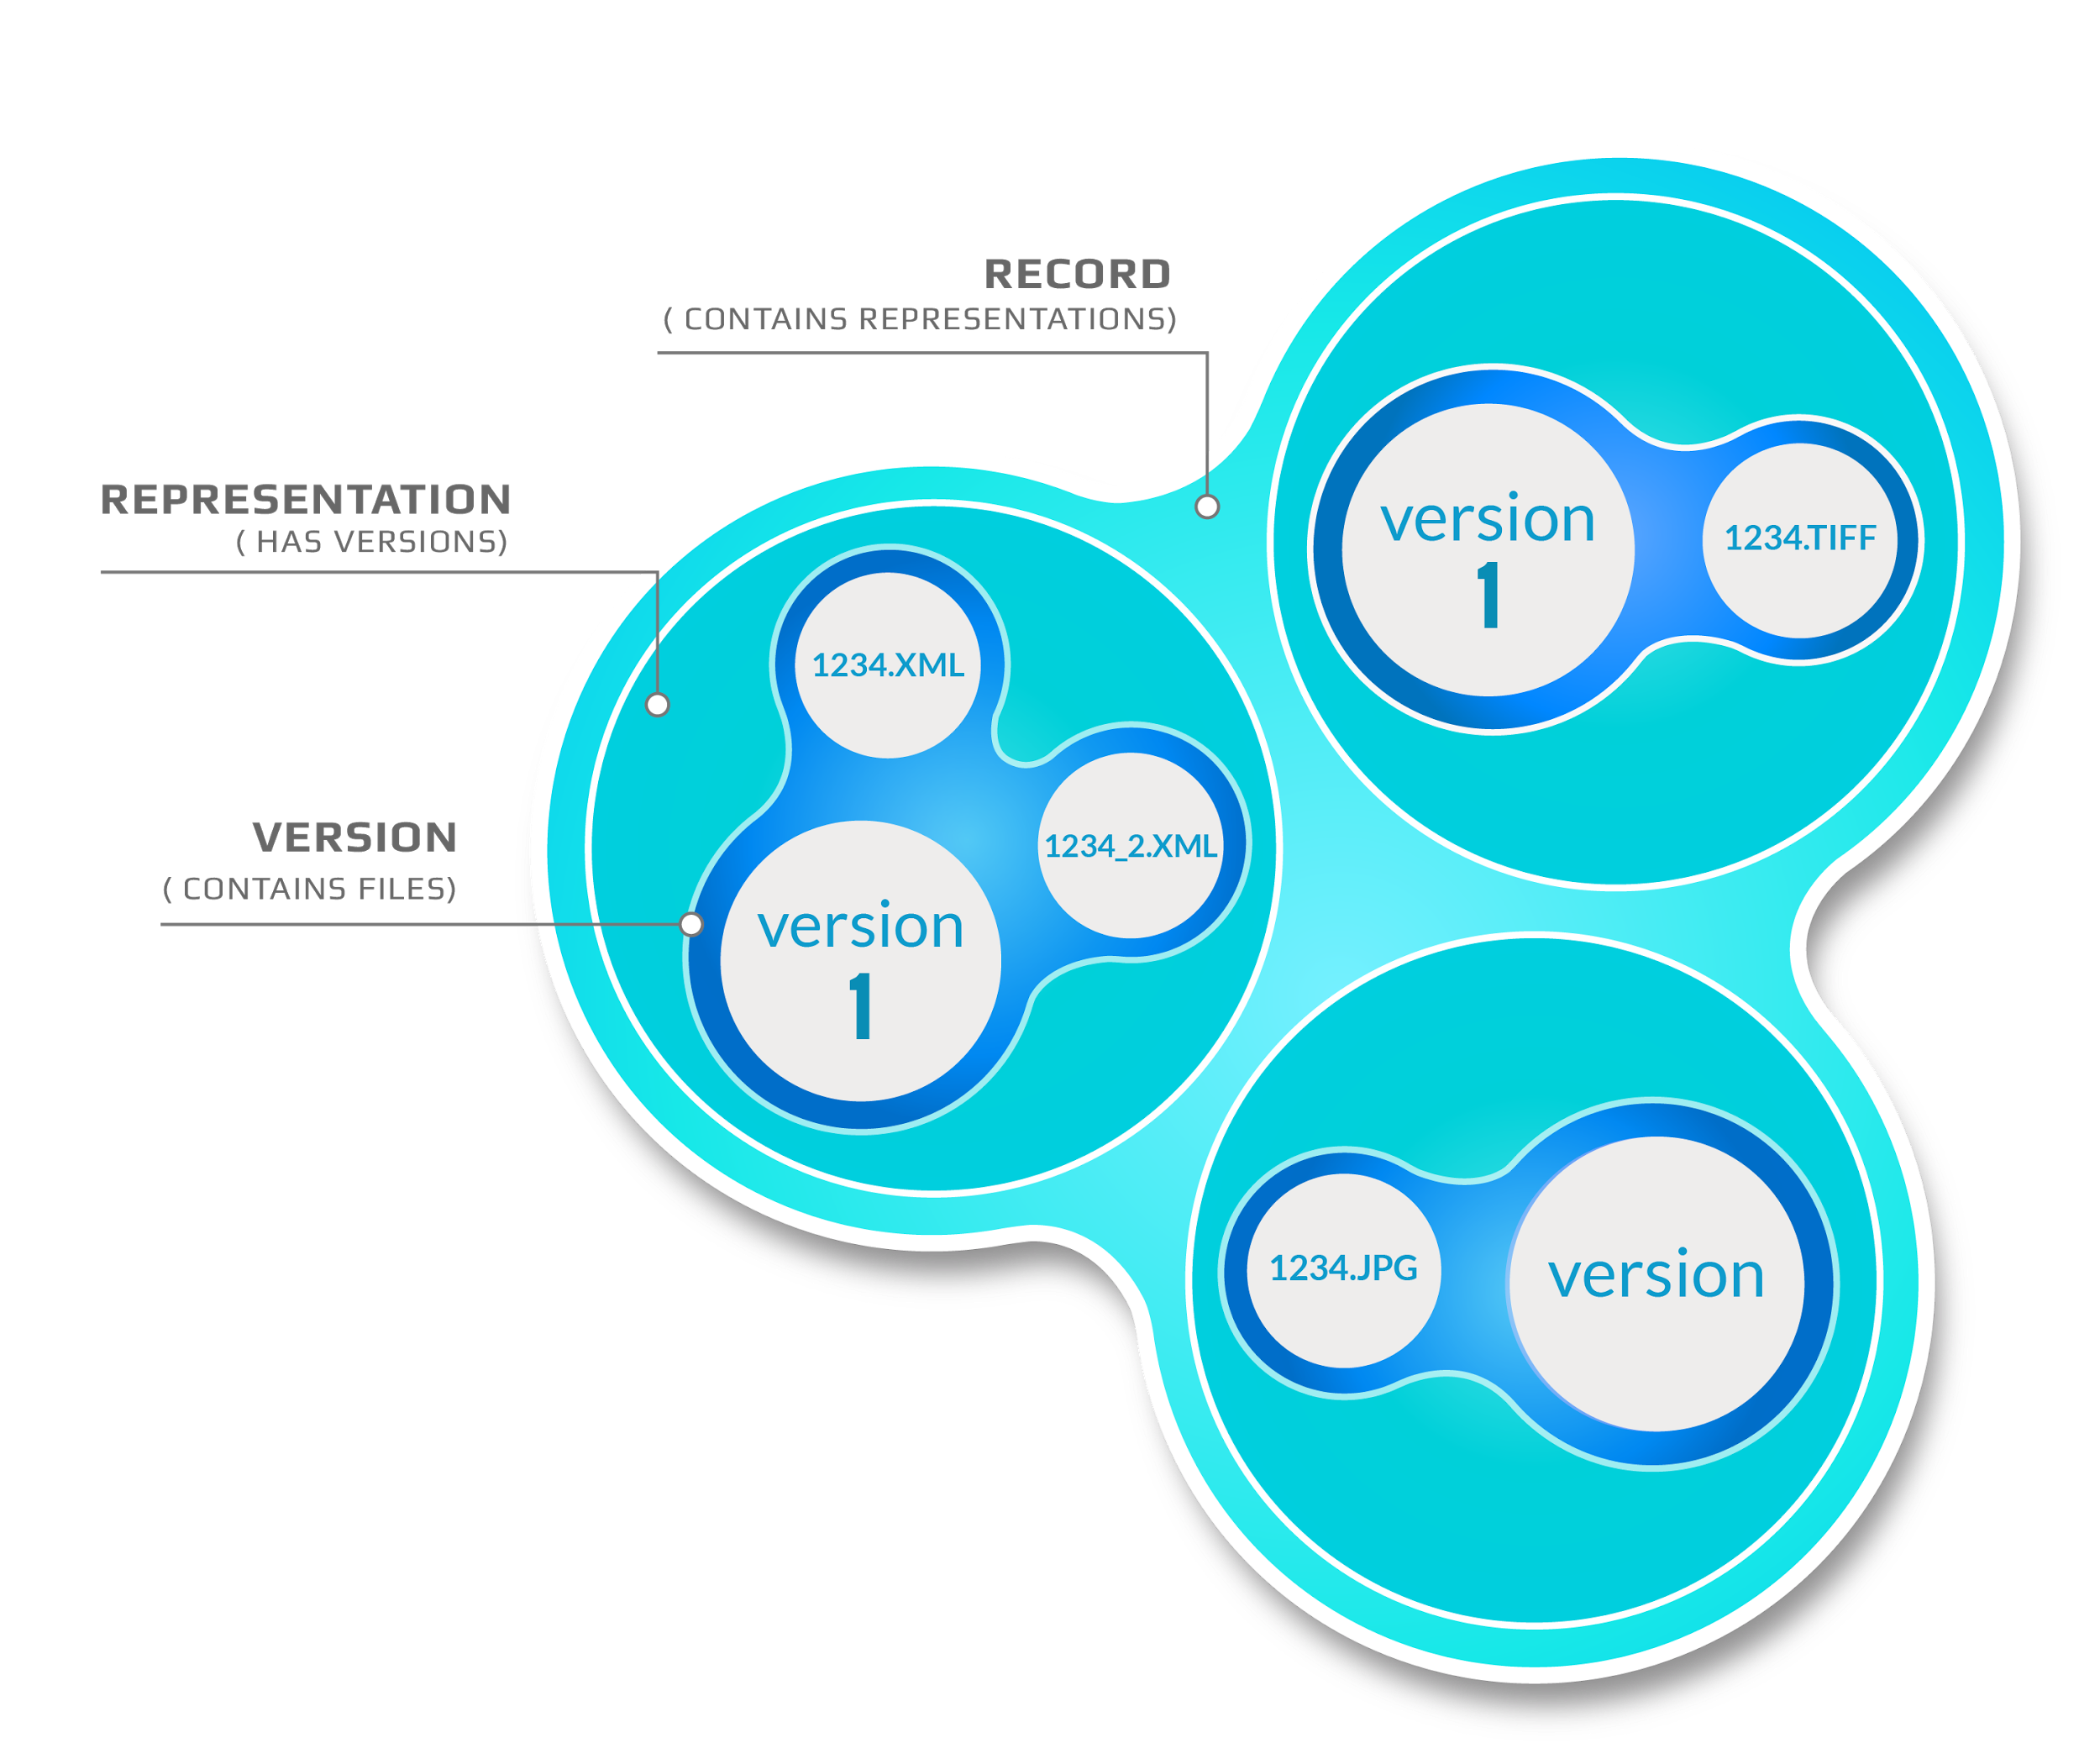 RECORD
( CONTAINS REPRESENTATIONS)
REPRESENTATION
( HAS VERSIONS)
VERSION
( CONTAINS FILES)
1234.XML
1234_2.XML
version
1
version
1
1234.TIFF
1234.JPG
version